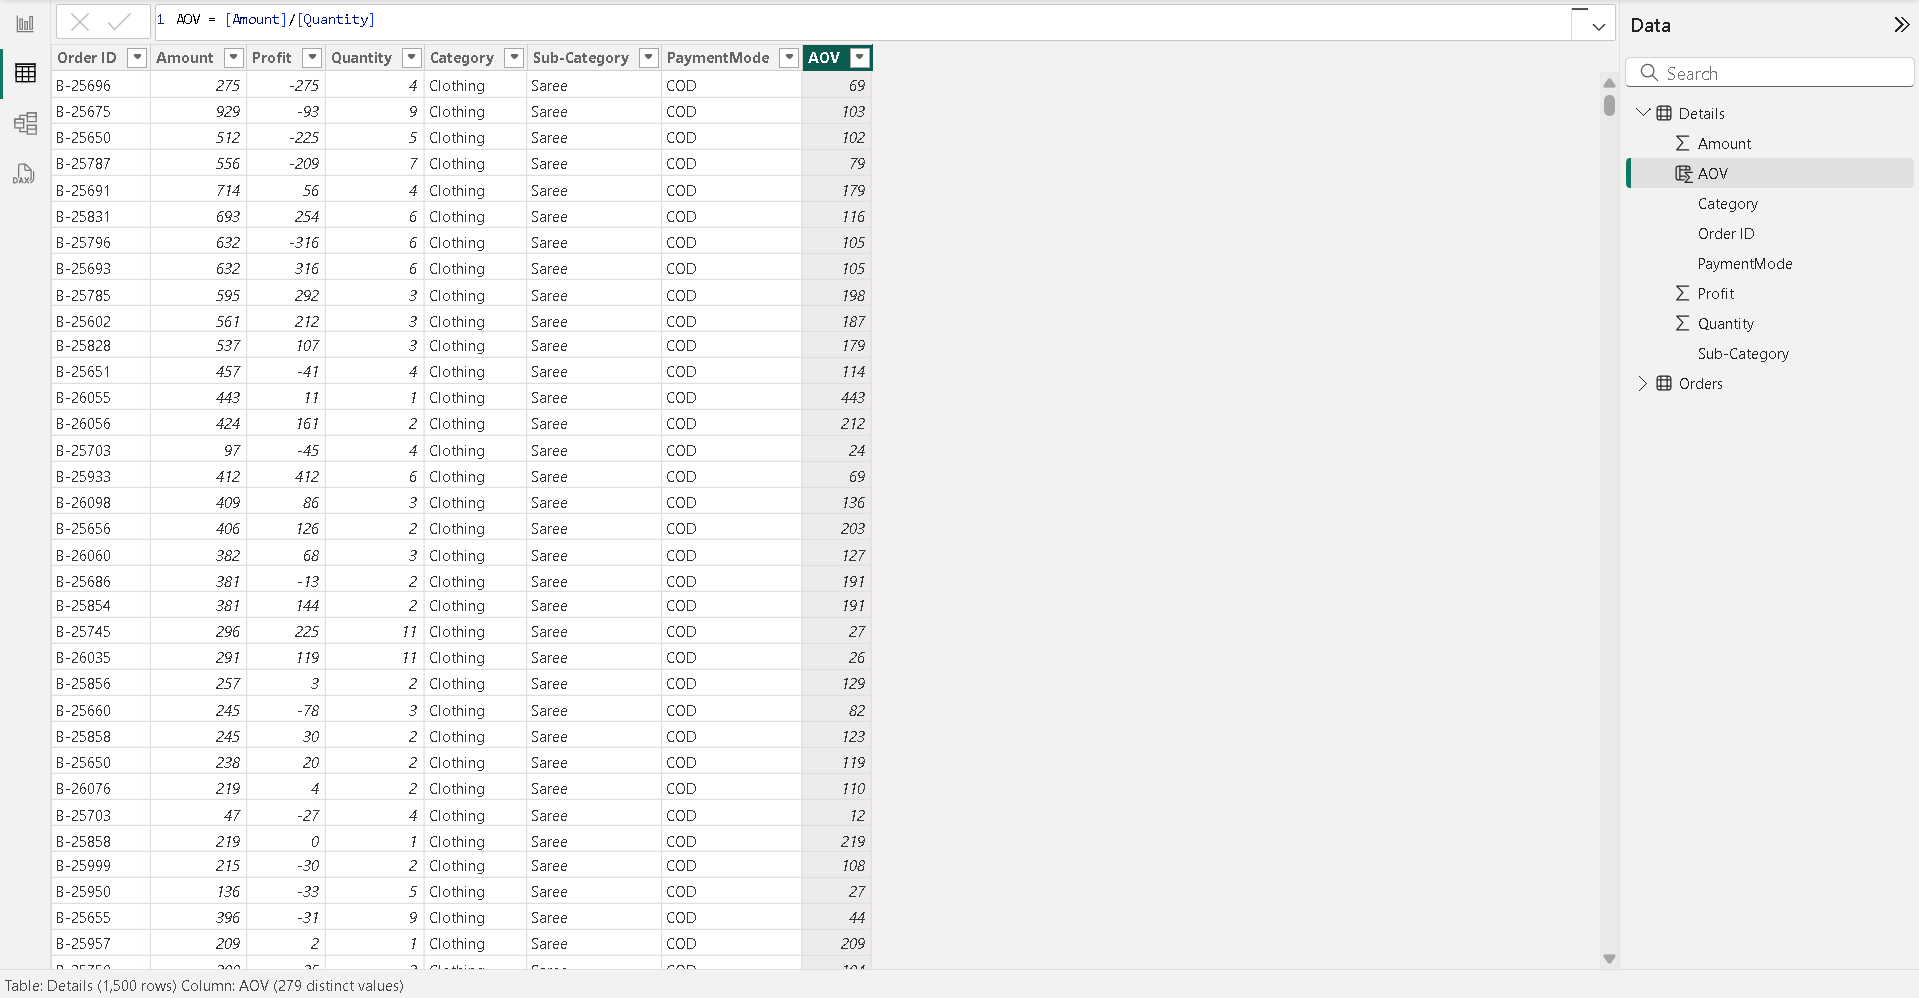 1 AOV = [Amount]/[Quantity]
Order ID Amount Profit Quantity Category Sub-Category PaymentMode AOV
B-25696 275 -275 4 Clothing Saree COD 69
B-25675 929 -93 9 Clothing Saree COD 103
B-25650 512 -225 5 Clothing Saree COD 102
B-25787 556 -209 7 Clothing Saree COD 79
B-25691 714 56 4 Clothing Saree COD 179
B-25831 693 254 6 Clothing Saree COD 116
B-25796 632 -316 6 Clothing Saree COD 105
B-25693 632 316 6 Clothing Saree COD 105
B-25785 595 292 3 Clothing Saree COD 198
B-25602 561 212 3 Clothing Saree COD 187
B-25828 537 107 3 Clothing Saree COD 179
B-25651 457 -41 4 Clothing Saree COD 114
B-26055 443 11 1 Clothing Saree COD 443
B-26056 424 161 2 Clothing Saree COD 212
B-25703 97 -45 4 Clothing Saree COD 24
B-25933 412 412 6 Clothing Saree COD 69
B-26098 409 86 3 Clothing Saree COD 136
B-25656 406 126 2 Clothing Saree COD 203
B-26060 382 68 3 Clothing Saree COD 127
B-25686 381 -13 2 Clothing Saree COD 191
B-25854 381 144 2 Clothing Saree COD 191
B-25745 296 225 11 Clothing Saree COD 27
B-26035 291 119 11 Clothing Saree COD 26
B-25856 257 3 2 Clothing Saree COD 129
B-25660 245 -78 3 Clothing Saree COD 82
B-25858 245 30 2 Clothing Saree COD 123
B-25650 238 20 2 Clothing Saree COD 119
B-26076 219 4 2 Clothing Saree COD 110
B-25703 47 -27 4 Clothing Saree COD 12
B-25858 219 0 1 Clothing Saree COD 219
B-25999 215 -30 2 Clothing Saree COD 108
B-25950 136 -33 5 Clothing Saree COD 27
B-25655 396 -31 9 Clothing Saree COD 44
B-25957 209 2 1 Clothing Saree COD 209
Table: Details (1,500 rows) Column: AOV (279 distinct values)
DAX
Data
Search
Details
Amount
AOV
Category
Order ID
PaymentMode
Profit
Quantity
Sub-Category
Orders